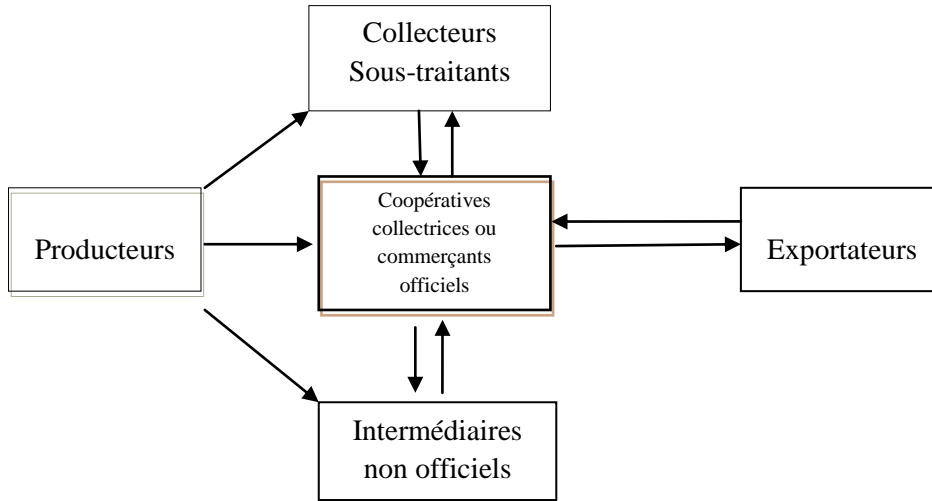 Collecteurs
Sous-traitants
Producteurs
Coopératives
collectrices ou
commerçants
officiels
Exportateurs
Intermédiaires
non officiels